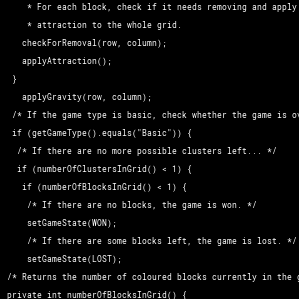 * For each block, check if it needs removing and apply
* attraction to the whole grid.
checkForRemoval(row, column);
applyAttraction();
}
applyGravity(row, column);
/* If the game type is basic, check whether the game is
if (getGameType().equals("Basic")) {
/* If there are no more possible clusters left... */
if (numberOfClustersInGrid() < 1) {
if (numberOfBlocksInGrid() < 1) {
/* If there are no blocks, the game is won. */
setGameState(WON);
/* If there are some blocks left, the game is lost. */
setGameState(LOST);
/* Returns the number of coloured blocks currently in the
private int numberOfBlocksInGrid() {